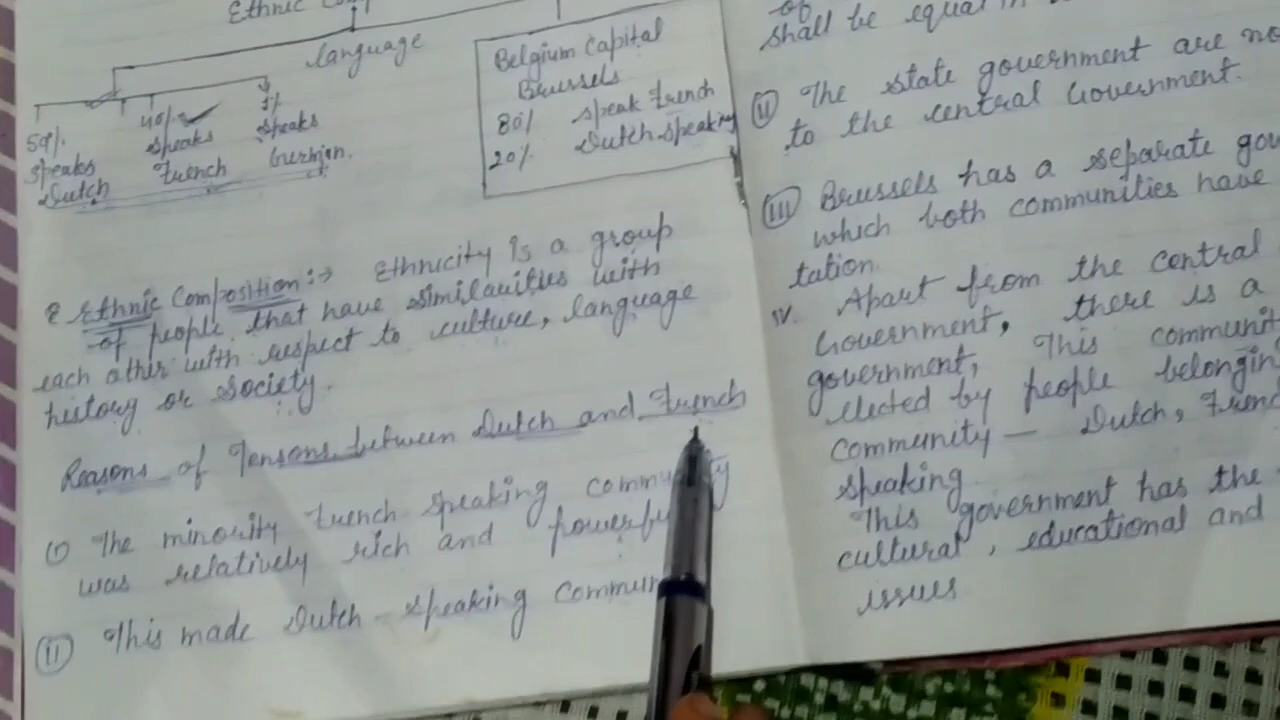 Ethnic
language
59%
speaks
Dutch
40%
speaks
French
1%
speaks
German.
Belgium Capital
Brussels
80% speak French
20% Dutch speaking
Ethnic Composition:→ Ethnicity is a group
of people that have similarities with
each other with respect to culture, language
history or society.
Reasons of Tensons between Dutch and French
(i) The minority French speaking community
was relatively rich and powerfu
(ii) This made Dutch - speaking commun
of
shall be equal in
(ii) The state government are no
to the central Government.
(iii) Brussels has a separate gov
which both communities have
tation.
IV. Apart from the central
Government, there is a
government, This communit
elected by people belongin
community — Dutch, Frenc
speaking
This government has the
cultural, educational and
issues